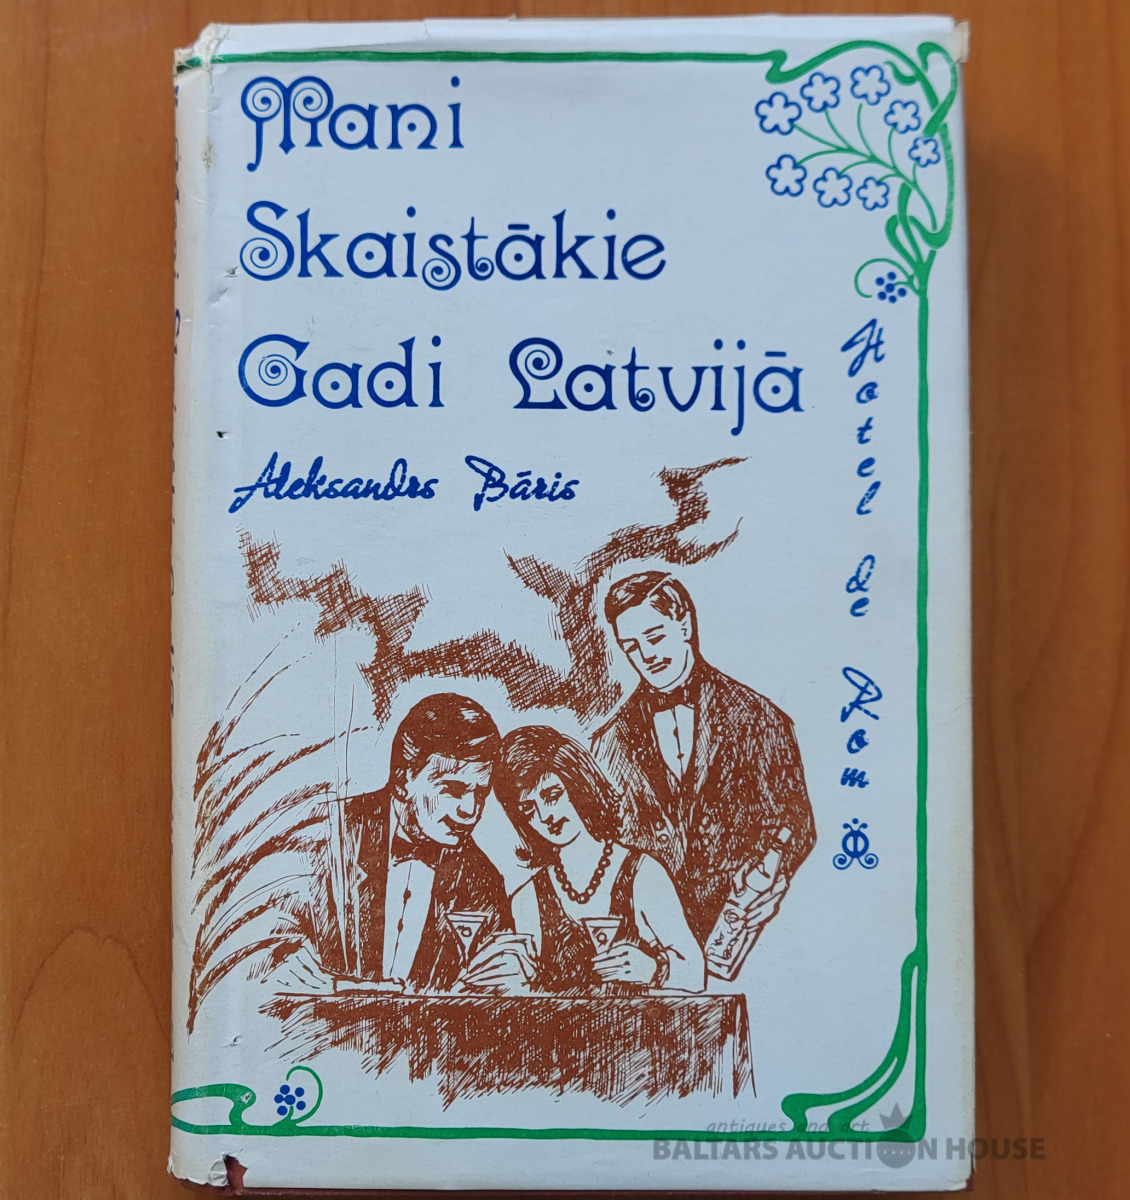 Mani
Skaistākie
Gadi Latvijā
Aleksandrs Bāris
Hotel de Rom
antiques and art
BALTARS AUCTION HOUSE